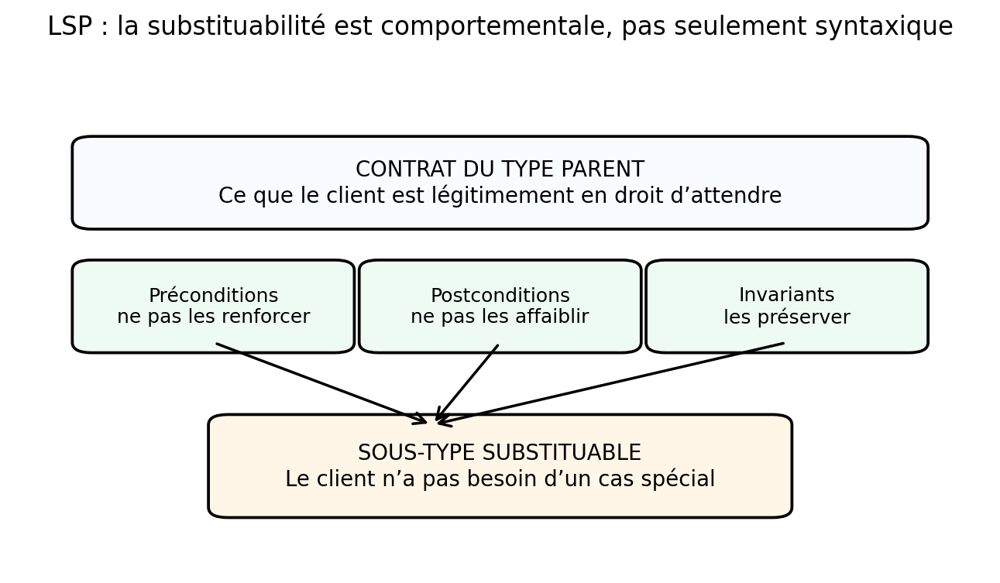 LSP : la substituabilité est comportementale, pas seulement syntaxique
CONTRAT DU TYPE PARENT
Ce que le client est légitimement en droit d’attendre
Préconditions
ne pas les renforcer
Postconditions
ne pas les affaiblir
Invariants
les préserver
SOUS-TYPE SUBSTITUABLE
Le client n’a pas besoin d’un cas spécial